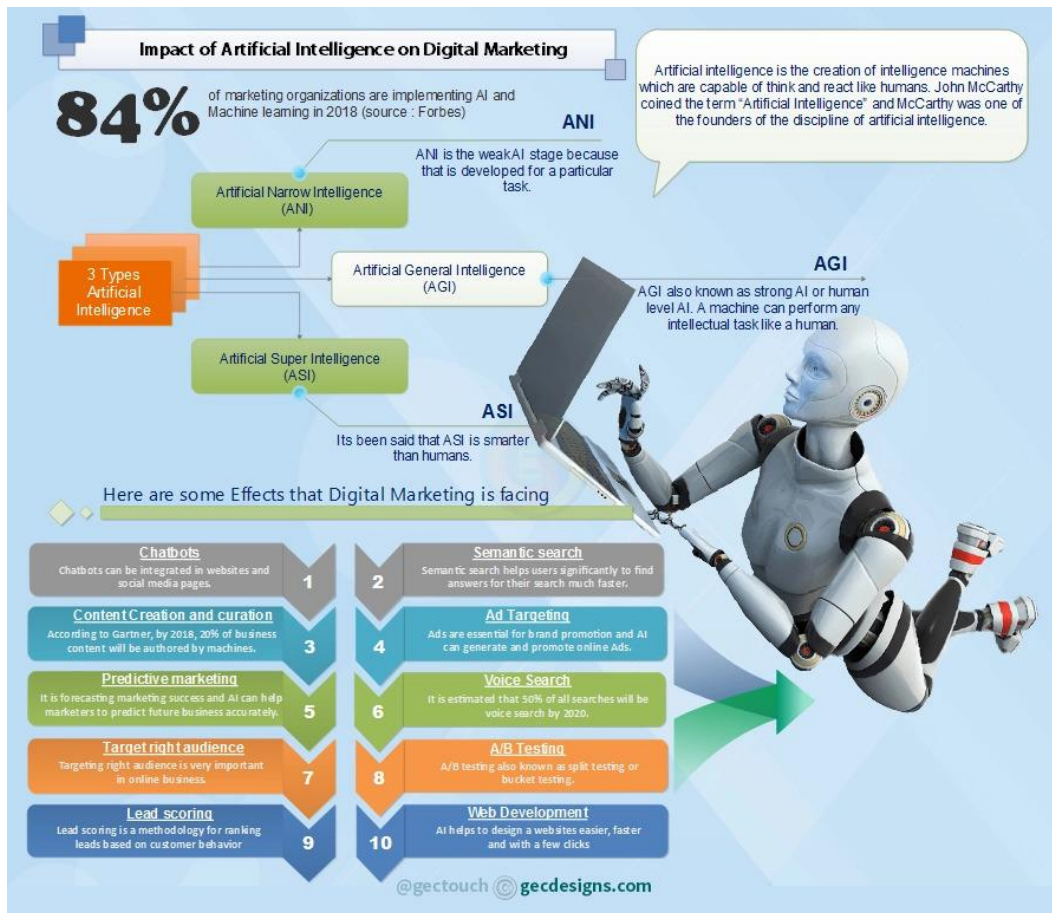 Impact of Artificial Intelligence on Digital Marketing
84%
of marketing organizations are implementing AI and
Machine learning in 2018 (source : Forbes)
Artificial intelligence is the creation of intelligence machines
which are capable of think and react like humans. John McCarthy
coined the term “Artificial Intelligence” and McCarthy was one of
the founders of the discipline of artificial intelligence.
ANI
ANI is the weak AI stage because
that is developed for a particular
task.
Artificial Narrow Intelligence
(ANI)
3 Types
Artificial
Intelligence
Artificial General Intelligence
(AGI)
AGI
AGI also known as strong AI or human
level AI. A machine can perform any
intellectual task like a human.
Artificial Super Intelligence
(ASI)
ASI
Its been said that ASI is smarter
than humans.
Here are some Effects that Digital Marketing is facing
Chatbots
Chatbots can be integrated in websites and
social media pages.
1
2
Semantic search
Semantic search helps users significantly to find
answers for their search much faster.
Content Creation and curation
According to Gartner, by 2018, 20% of business
content will be authored by machines.
3
4
Ad Targeting
Ads are essential for brand promotion and AI
can generate and promote online Ads.
Predictive marketing
It is forecasting marketing success and AI can help
marketers to predict future business accurately.
5
6
Voice Search
It is estimated that 50% of all searches will be
voice search by 2020.
Target right audience
Targeting right audience is very important
in online business.
7
8
A/B Testing
A/B testing also known as split testing or
bucket testing.
Lead scoring
Lead scoring is a methodology for ranking
leads based on customer behavior
9
10
Web Development
AI helps to design a websites easier, faster
and with a few clicks
@gectouch © gecdesigns.com